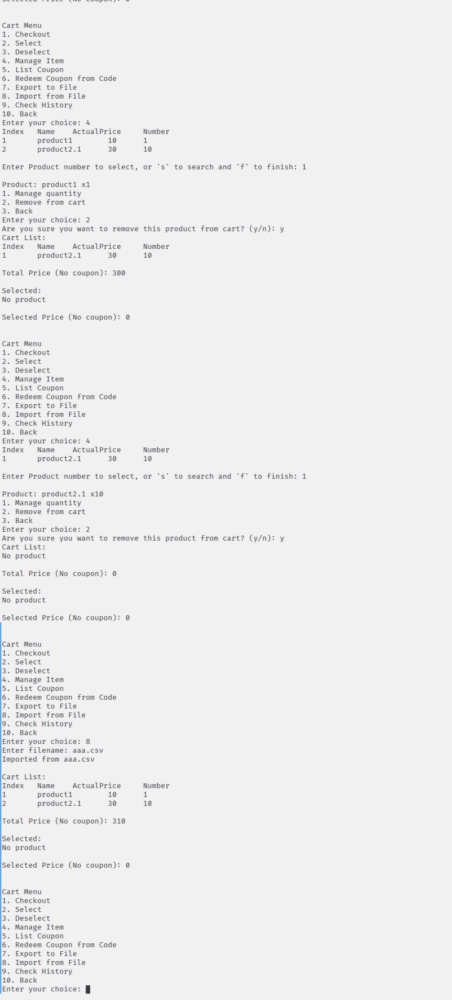 Selected Price (No coupon): 0
Cart Menu
1. Checkout
2. Select
3. Deselect
4. Manage Item
5. List Coupon
6. Redeem Coupon from Code
7. Export to File
8. Import from File
9. Check History
10. Back
Enter your choice: 4
Index   Name    ActualPrice     Number
1       product1        10      1
2       product2.1      30      10
Enter Product number to select, or 's' to search and 'f' to finish: 1
Product: product1 x1
1. Manage quantity
2. Remove from cart
3. Back
Enter your choice: 2
Are you sure you want to remove this product from cart? (y/n): y
Cart List:
Index   Name    ActualPrice     Number
1       product2.1      30      10
Total Price (No coupon): 300
Selected:
No product
Selected Price (No coupon): 0
Cart Menu
1. Checkout
2. Select
3. Deselect
4. Manage Item
5. List Coupon
6. Redeem Coupon from Code
7. Export to File
8. Import from File
9. Check History
10. Back
Enter your choice: 4
Index   Name    ActualPrice     Number
1       product2.1      30      10
Enter Product number to select, or 's' to search and 'f' to finish: 1
Product: product2.1 x10
1. Manage quantity
2. Remove from cart
3. Back
Enter your choice: 2
Are you sure you want to remove this product from cart? (y/n): y
Cart List:
No product
Total Price (No coupon): 0
Selected:
No product
Selected Price (No coupon): 0
Cart Menu
1. Checkout
2. Select
3. Deselect
4. Manage Item
5. List Coupon
6. Redeem Coupon from Code
7. Export to File
8. Import from File
9. Check History
10. Back
Enter your choice: 8
Enter filename: aaa.csv
Imported from aaa.csv
Cart List:
Index   Name    ActualPrice     Number
1       product1        10      1
2       product2.1      30      10
Total Price (No coupon): 310
Selected:
No product
Selected Price (No coupon): 0
Cart Menu
1. Checkout
2. Select
3. Deselect
4. Manage Item
5. List Coupon
6. Redeem Coupon from Code
7. Export to File
8. Import from File
9. Check History
10. Back
Enter your choice: